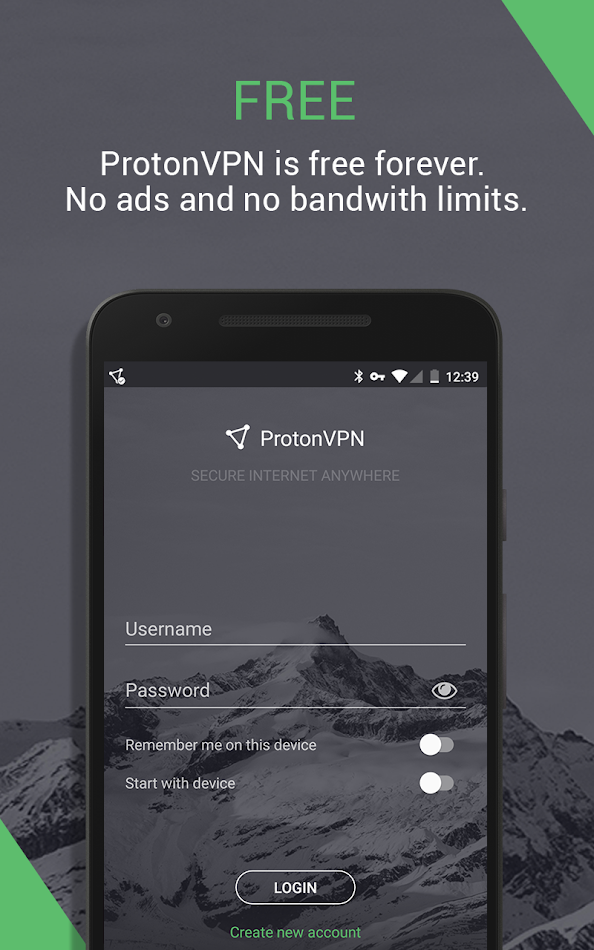 FREE
ProtonVPN is free forever.
No ads and no bandwith limits.
12:39
ProtonVPN
SECURE INTERNET ANYWHERE
Username
Password
Remember me on this device
Start with device
LOGIN
Create new account